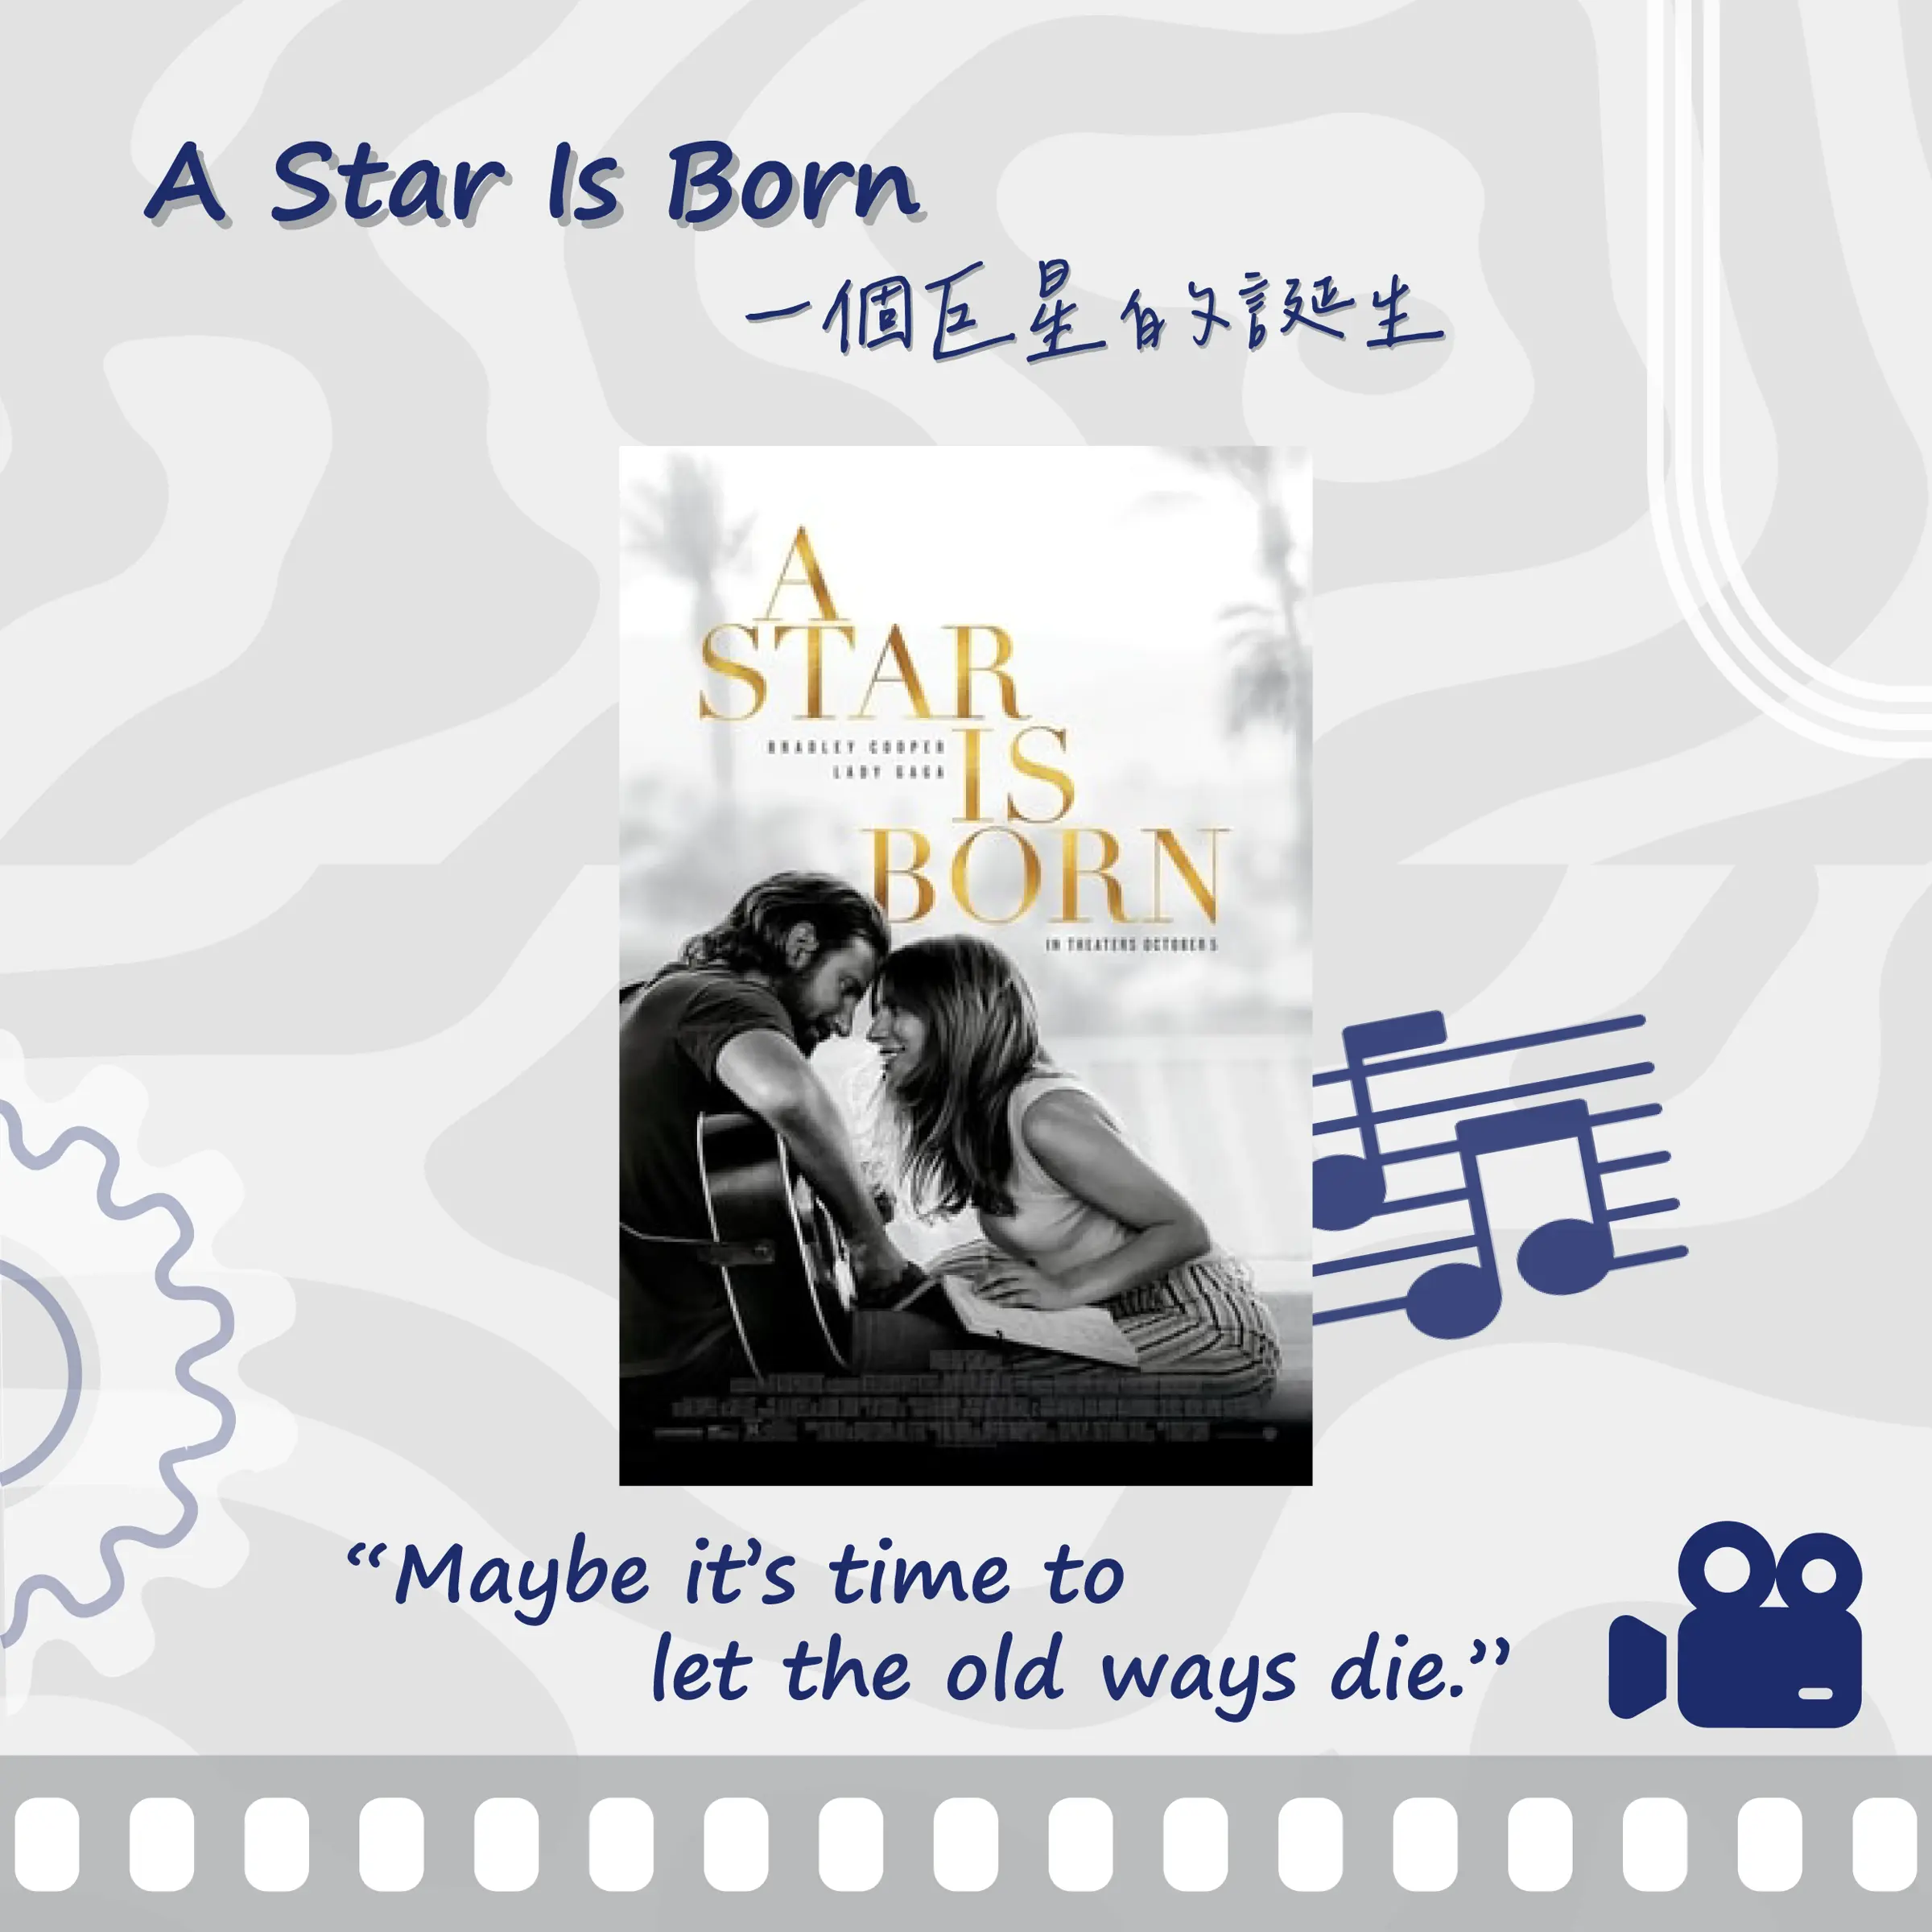 A Star Is Born
一個巨星的誕生
A
STAR
BRADLEY COOPER
LADY GAGA
IS
BORN
IN THEATERS OCTOBER 5
“Maybe it’s time to
let the old ways die.”